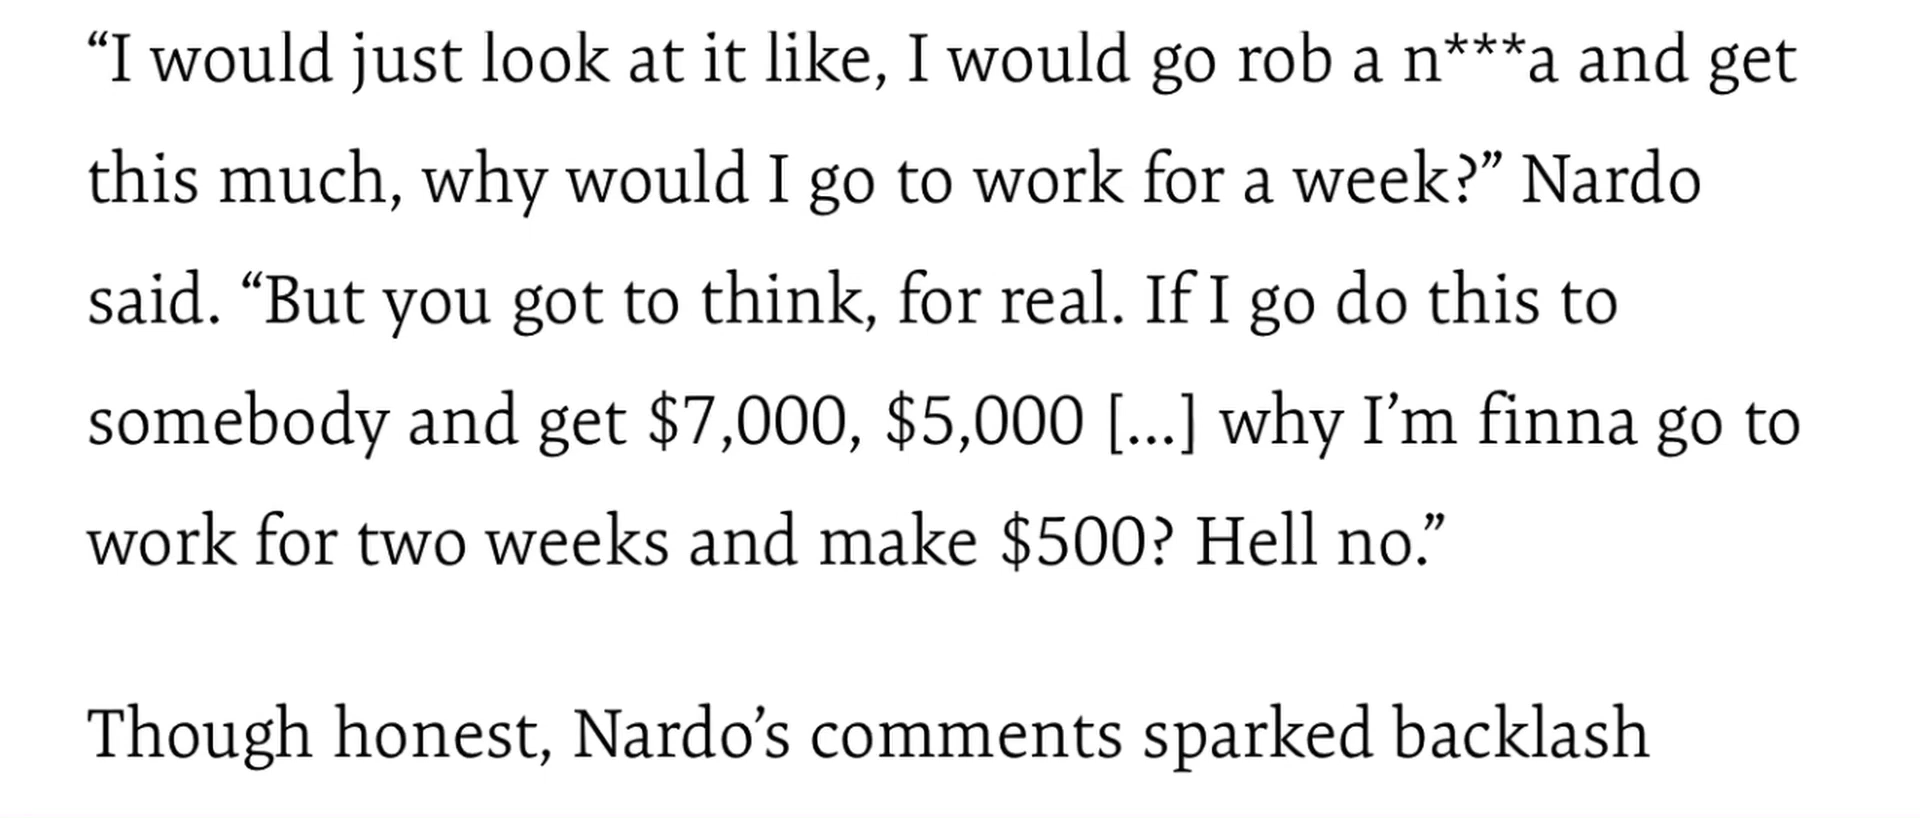 “I would just look at it like, I would go rob a n***a and get
this much, why would I go to work for a week?” Nardo
said. “But you got to think, for real. If I go do this to
somebody and get $7,000, $5,000 [...] why I’m finna go to
work for two weeks and make $500? Hell no.”
Though honest, Nardo’s comments sparked backlash